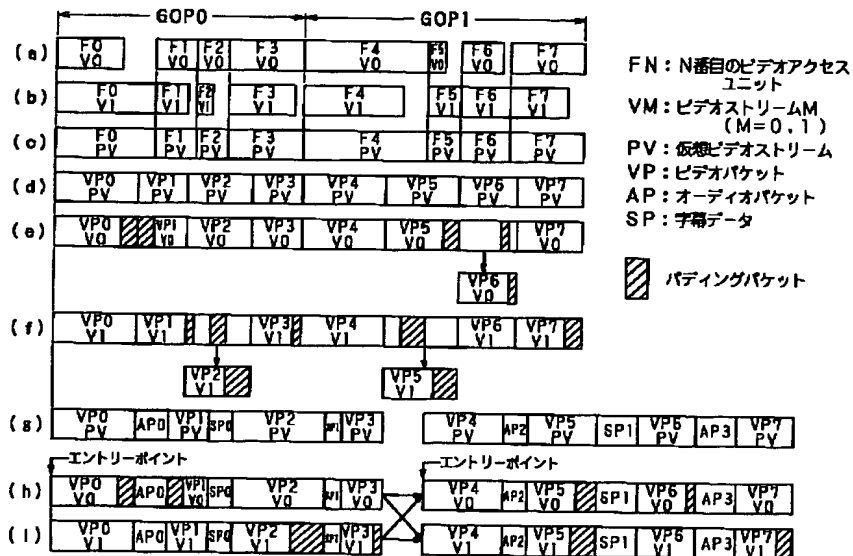 GOP0 GOP1
(a) F0 V0 F1 V0 F2 V0 F3 V0 F4 V0 F5 V0 F6 V0 F7 V0
(b) F0 V1 F1 V1 F2 V1 F3 V1 F4 V1 F5 V1 F6 V1 F7 V1
(c) F0 PV F1 PV F2 PV F3 PV F4 PV F5 PV F6 PV F7 PV
(d) VP0 PV VP1 PV VP2 PV VP3 PV VP4 PV VP5 PV VP6 PV VP7 PV
(e) VP0 V0 VP1 V0 VP2 V0 VP3 V0 VP4 V0 VP5 V0 VP7 V0
VP6 V0
(f) VP0 V1 VP1 V1 VP3 V1 VP4 V1 VP6 V1 VP7 V1
VP2 V1 VP5 V1
(g) VP0 PV AP0 VP1 PV SP0 VP2 PV AP1 VP3 PV VP4 PV AP2 VP5 PV SP1 VP6 PV AP3 VP7 PV
エントリーポイント エントリーポイント
(h) VP0 V0 AP0 VP1 V0 SP0 VP2 V0 AP1 VP3 V0 VP4 V0 AP2 VP5 V0 SP1 VP6 V0 AP3 VP7 V0
(i) VP0 V1 AP0 VP1 V1 SP0 VP2 V1 AP1 VP3 V1 VP4 V1 AP2 VP5 V1 SP1 VP6 V1 AP3 VP7 V1
FN：N番目のビデオアクセス
ユニット
VM：ビデオストリームM
(M=0.1)
PV：仮想ビデオストリーム
VP：ビデオパケット
AP：オーディオパケット
SP：字幕データ
パディングパケット